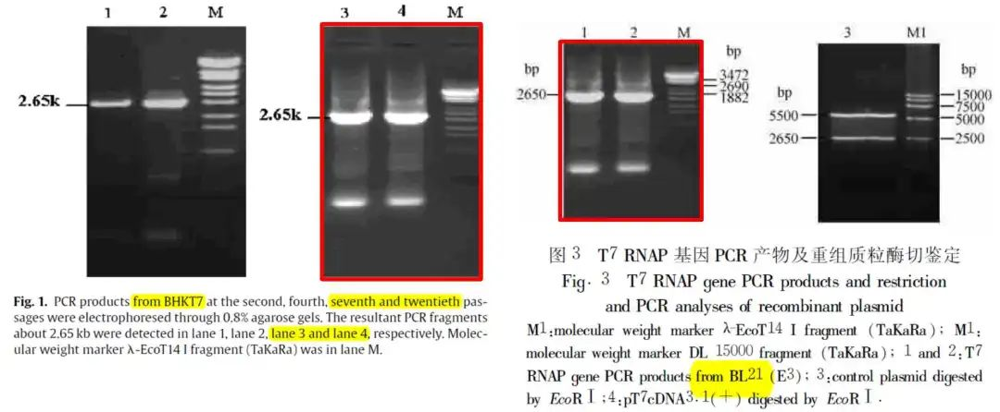 1 2 M
2.65k
3 4 M
2.65k
Fig. 1. PCR products from BHKT7 at the second, fourth, seventh and twentieth pas-
sages were electrophoresed through 0.8% agarose gels. The resultant PCR fragments
about 2.65 kb were detected in lane 1, lane 2, lane 3 and lane 4, respectively. Molec-
ular weight marker λ-EcoT14 I fragment (TaKaRa) was in lane M.
1 2 M
bp
bp
2650
3472
2690
1882
3 M1
bp
bp
5500
2650
15000
7500
5000
2500
图 3 T7 RNAP 基因 PCR 产物及重组质粒酶切鉴定
Fig. 3 T7 RNAP gene PCR products and restriction
and PCR analyses of recombinant plasmid
M1:molecular weight marker λ-EcoT14 I fragment (TaKaRa); M1:
molecular weight marker DL 15000 fragment (TaKaRa); 1 and 2:T7
RNAP gene PCR products from BL21 (E3); 3:control plasmid digested
by EcoR I;4:pT7cDNA3.1(+) digested by EcoR I.